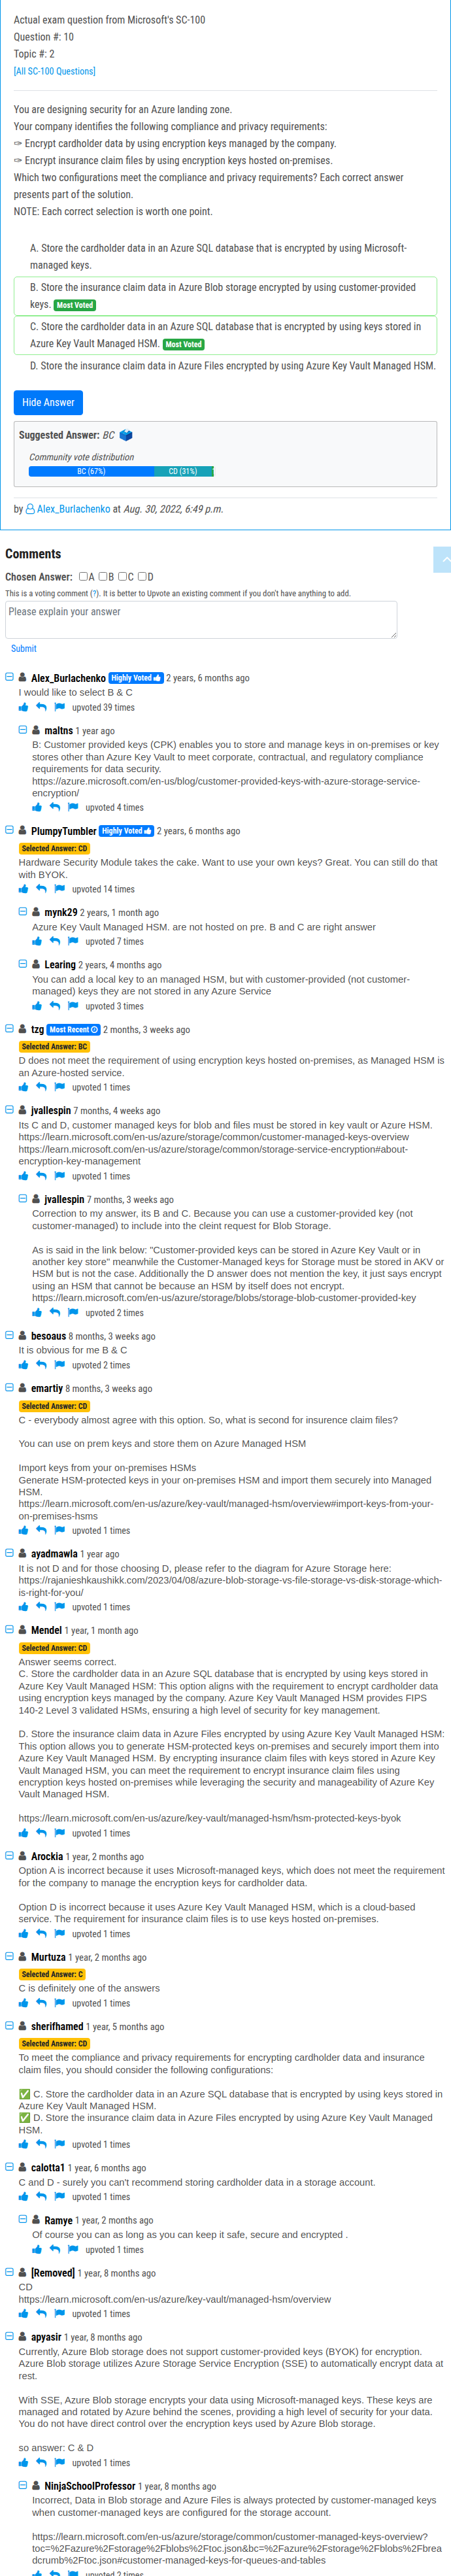 Actual exam question from Microsoft's SC-100
Question #: 10
Topic #: 2
[All SC-100 Questions]
You are designing security for an Azure landing zone.
Your company identifies the following compliance and privacy requirements:
✑ Encrypt cardholder data by using encryption keys managed by the company.
✑ Encrypt insurance claim files by using encryption keys hosted on-premises.
Which two configurations meet the compliance and privacy requirements? Each correct answer
presents part of the solution.
NOTE: Each correct selection is worth one point.
A. Store the cardholder data in an Azure SQL database that is encrypted by using Microsoft-
managed keys.
B. Store the insurance claim data in Azure Blob storage encrypted by using customer-provided
keys. Most Voted
C. Store the cardholder data in an Azure SQL database that is encrypted by using keys stored in
Azure Key Vault Managed HSM. Most Voted
D. Store the insurance claim data in Azure Files encrypted by using Azure Key Vault Managed HSM.
Hide Answer
Suggested Answer: BC
Community vote distribution
BC (67%) CD (31%)
by Alex_Burlachenko at Aug. 30, 2022, 6:49 p.m.
Comments
Chosen Answer: A B C D
This is a voting comment (?). It is better to Upvote an existing comment if you don't have anything to add.
Please explain your answer
Submit
Alex_Burlachenko Highly Voted 2 years, 6 months ago
I would like to select B & C
upvoted 39 times
maltns 1 year ago
B: Customer provided keys (CPK) enables you to store and manage keys in on-premises or key
stores other than Azure Key Vault to meet corporate, contractual, and regulatory compliance
requirements for data security.
https://azure.microsoft.com/en-us/blog/customer-provided-keys-with-azure-storage-service-
encryption/
upvoted 4 times
PlumpyTumbler Highly Voted 2 years, 6 months ago
Selected Answer: CD
Hardware Security Module takes the cake. Want to use your own keys? Great. You can still do that
with BYOK.
upvoted 14 times
mynk29 2 years, 1 month ago
Azure Key Vault Managed HSM. are not hosted on pre. B and C are right answer
upvoted 7 times
Learing 2 years, 4 months ago
You can add a local key to an managed HSM, but with customer-provided (not customer-
managed) keys they are not stored in any Azure Service
upvoted 3 times
tzg Most Recent 2 months, 3 weeks ago
Selected Answer: BC
D does not meet the requirement of using encryption keys hosted on-premises, as Managed HSM is
an Azure-hosted service.
upvoted 1 times
jvallespin 7 months, 4 weeks ago
Its C and D, customer managed keys for blob and files must be stored in key vault or Azure HSM.
https://learn.microsoft.com/en-us/azure/storage/common/customer-managed-keys-overview
https://learn.microsoft.com/en-us/azure/storage/common/storage-service-encryption#about-
encryption-key-management
upvoted 1 times
jvallespin 7 months, 3 weeks ago
Correction to my answer, its B and C. Because you can use a customer-provided key (not
customer-managed) to include into the cleint request for Blob Storage.
As is said in the link below: "Customer-provided keys can be stored in Azure Key Vault or in
another key store" meanwhile the Customer-Managed keys for Storage must be stored in AKV or
HSM but is not the case. Additionally the D answer does not mention the key, it just says encrypt
using an HSM that cannot be because an HSM by itself does not encrypt.
https://learn.microsoft.com/en-us/azure/storage/blobs/storage-blob-customer-provided-key
upvoted 2 times
besoaus 8 months, 3 weeks ago
It is obvious for me B & C
upvoted 2 times
emartiy 8 months, 3 weeks ago
Selected Answer: CD
C - everybody almost agree with this option. So, what is second for insurence claim files?
You can use on prem keys and store them on Azure Managed HSM
Import keys from your on-premises HSMs
Generate HSM-protected keys in your on-premises HSM and import them securely into Managed
HSM.
https://learn.microsoft.com/en-us/azure/key-vault/managed-hsm/overview#import-keys-from-your-
on-premises-hsms
upvoted 1 times
ayadmawla 1 year ago
It is not D and for those choosing D, please refer to the diagram for Azure Storage here:
https://rajanieshkaushikk.com/2023/04/08/azure-blob-storage-vs-file-storage-vs-disk-storage-which-
is-right-for-you/
upvoted 1 times
Mendel 1 year, 1 month ago
Selected Answer: CD
Answer seems correct.
C. Store the cardholder data in an Azure SQL database that is encrypted by using keys stored in
Azure Key Vault Managed HSM: This option aligns with the requirement to encrypt cardholder data
using encryption keys managed by the company. Azure Key Vault Managed HSM provides FIPS
140-2 Level 3 validated HSMs, ensuring a high level of security for key management.
D. Store the insurance claim data in Azure Files encrypted by using Azure Key Vault Managed HSM:
This option allows you to generate HSM-protected keys on-premises and securely import them into
Azure Key Vault Managed HSM. By encrypting insurance claim files with keys stored in Azure Key
Vault Managed HSM, you can meet the requirement to encrypt insurance claim files using
encryption keys hosted on-premises while leveraging the security and manageability of Azure Key
Vault Managed HSM.
https://learn.microsoft.com/en-us/azure/key-vault/managed-hsm/hsm-protected-keys-byok
upvoted 1 times
Arockia 1 year, 2 months ago
Option A is incorrect because it uses Microsoft-managed keys, which does not meet the requirement
for the company to manage the encryption keys for cardholder data.
Option D is incorrect because it uses Azure Key Vault Managed HSM, which is a cloud-based
service. The requirement for insurance claim files is to use keys hosted on-premises.
upvoted 1 times
Murtuza 1 year, 2 months ago
Selected Answer: C
C is definitely one of the answers
upvoted 1 times
sherifhamed 1 year, 5 months ago
Selected Answer: CD
To meet the compliance and privacy requirements for encrypting cardholder data and insurance
claim files, you should consider the following configurations:
✅ C. Store the cardholder data in an Azure SQL database that is encrypted by using keys stored in
Azure Key Vault Managed HSM.
✅ D. Store the insurance claim data in Azure Files encrypted by using Azure Key Vault Managed
HSM.
upvoted 1 times
calotta1 1 year, 6 months ago
C and D - surely you can't recommend storing cardholder data in a storage account.
upvoted 1 times
Ramye 1 year, 2 months ago
Of course you can as long as you can keep it safe, secure and encrypted .
upvoted 1 times
[Removed] 1 year, 8 months ago
CD
https://learn.microsoft.com/en-us/azure/key-vault/managed-hsm/overview
upvoted 1 times
apyasir 1 year, 8 months ago
Currently, Azure Blob storage does not support customer-provided keys (BYOK) for encryption.
Azure Blob storage utilizes Azure Storage Service Encryption (SSE) to automatically encrypt data at
rest.
With SSE, Azure Blob storage encrypts your data using Microsoft-managed keys. These keys are
managed and rotated by Azure behind the scenes, providing a high level of security for your data.
You do not have direct control over the encryption keys used by Azure Blob storage.
so answer: C & D
upvoted 1 times
NinjaSchoolProfessor 1 year, 8 months ago
Incorrect, Data in Blob storage and Azure Files is always protected by customer-managed keys
when customer-managed keys are configured for the storage account.
https://learn.microsoft.com/en-us/azure/storage/common/customer-managed-keys-overview?
toc=%2Fazure%2Fstorage%2Fblobs%2Ftoc.json&bc=%2Fazure%2Fstorage%2Fblobs%2Fbrea
dcrumb%2Ftoc.json#customer-managed-keys-for-queues-and-tables
upvoted 2 times